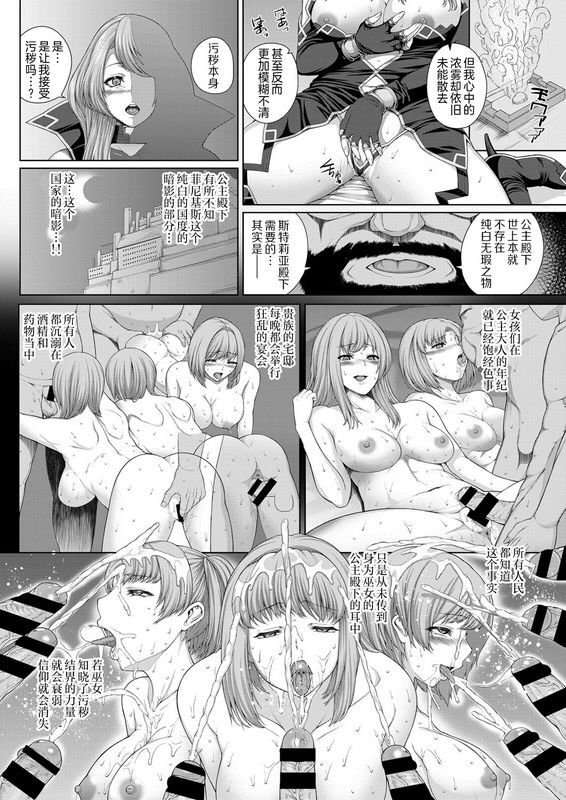 但我心中的
浓雾却依旧
未能散去
甚至反而
更加模糊不清
污秽本身
是…
是让我接受
污秽吗…?
公主殿下
世上本就
不存在
纯白无瑕之物
斯特利亚殿下
需要的…
其实是──
公主殿下
有所不知
菲尼基斯这个
纯白的国度的
暗影的部分…
这…这个
国家的暗影…!!
女孩们在
公主大人的年纪
就已经饱经色事
贵族的宅邸
每晚都会举行
狂乱的宴会
所有人
都沉溺在
酒精和
药物当中
所有人民
都知道
这个事实
只是从未传到
身为巫女的
公主殿下的耳中
若巫女
知晓了污秽
结界的力量
就会衰弱
信仰就会消失